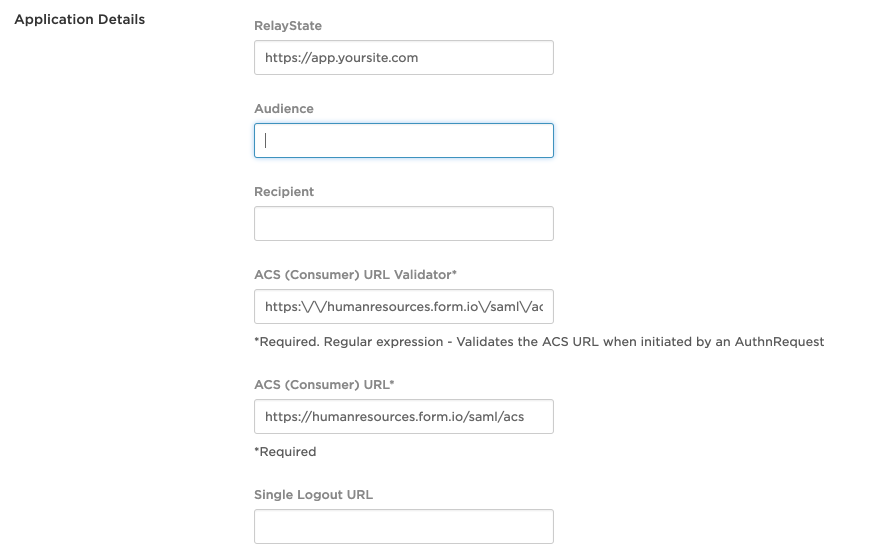 Application Details
RelayState
https://app.yoursite.com
Audience
Recipient
ACS (Consumer) URL Validator*
https:\/\/humanresources.form.io\/saml\/ac
*Required. Regular expression - Validates the ACS URL when initiated by an AuthnRequest
ACS (Consumer) URL*
https://humanresources.form.io/saml/acs
*Required
Single Logout URL